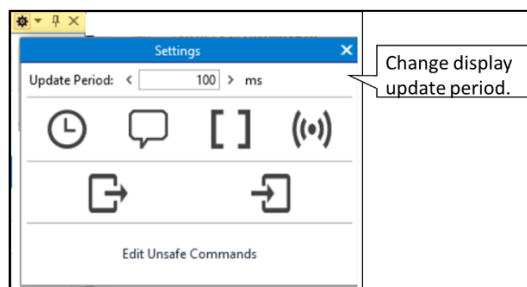 Settings
Update Period: < 100 > ms
Change display
update period.
Edit Unsafe Commands